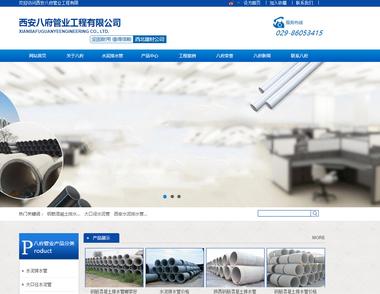 欢迎访问西安八府管业工程有限
设为首页 | 加入收藏 | 联系我们
西安八府管业工程有限公司
XIANBAFUGUANYEENGINEERING CO., LTD.
西北建材公司
服务热线
029-86053415
网站首页 关于八府 水泥排水管 产品中心 工程案例 八府荣誉 八府新闻 联系八府
热门关键词： 钢筋混凝土排水... 大口径水泥管 西安水泥排水管...
八府管业产品分类
Product
产品展示
水泥排水管
大口径水泥管
钢筋混凝土排水管哪家好 水泥排水管价格 陕西钢筋混凝土排水管 钢筋混凝土排水管价格